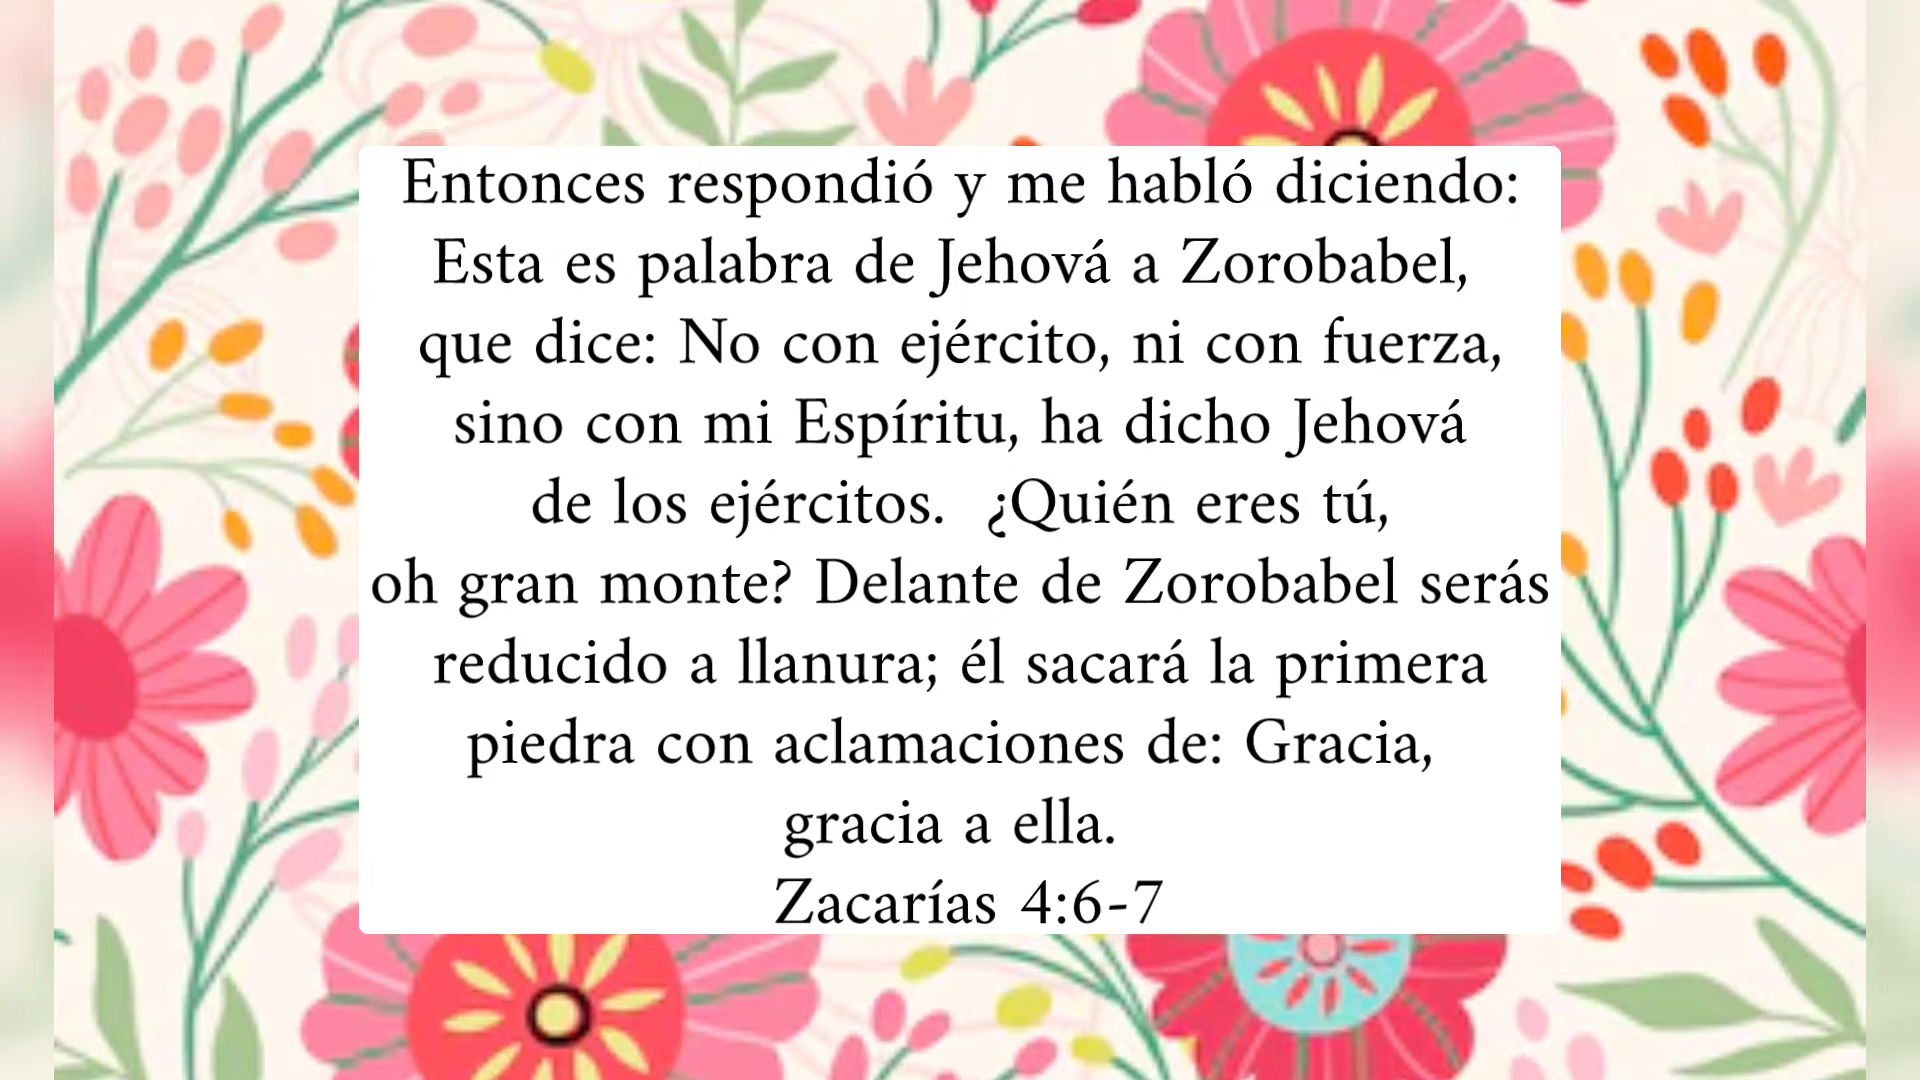 Entonces respondió y me habló diciendo:
Esta es palabra de Jehová a Zorobabel,
que dice: No con ejército, ni con fuerza,
sino con mi Espíritu, ha dicho Jehová
de los ejércitos.  ¿Quién eres tú,
oh gran monte? Delante de Zorobabel serás
reducido a llanura; él sacará la primera
piedra con aclamaciones de: Gracia,
gracia a ella.
Zacarías 4:6-7